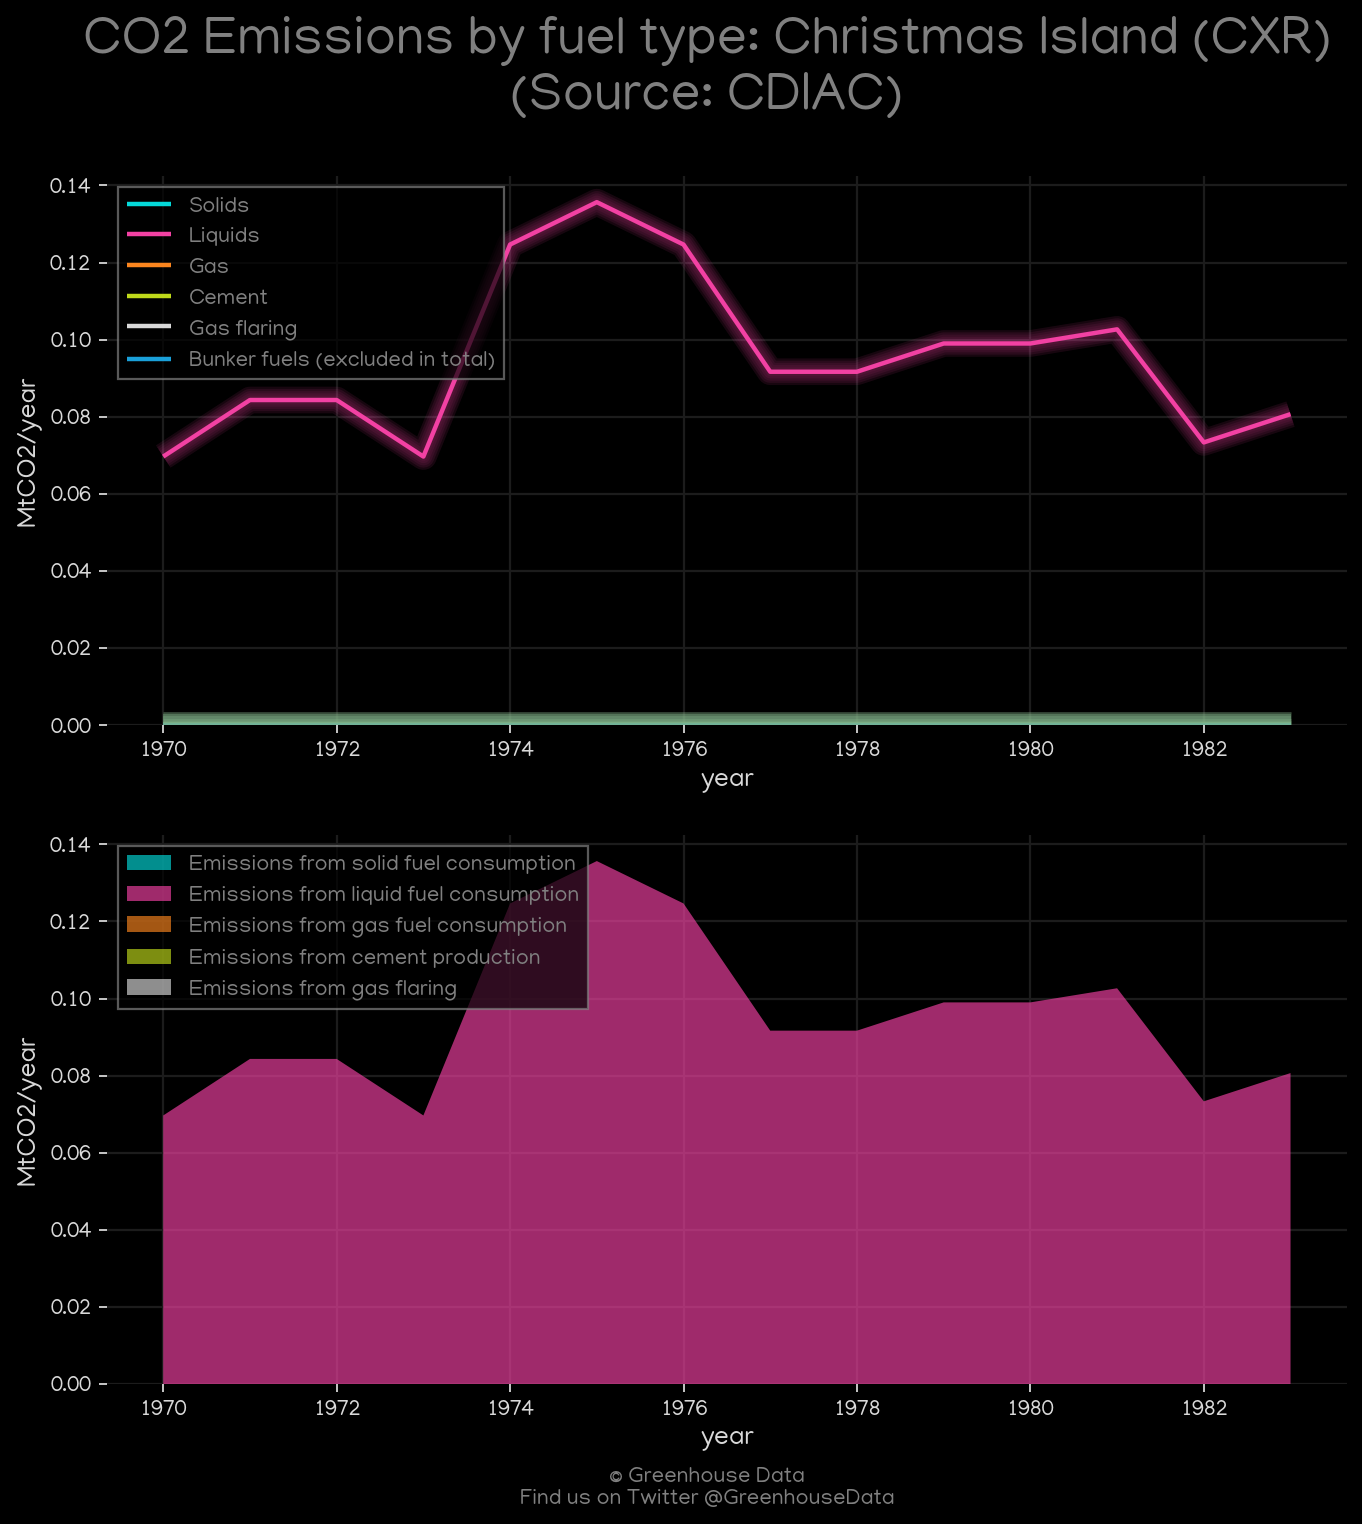 CO2 Emissions by fuel type: Christmas Island (CXR)
(Source: CDIAC)
0.14
0.12
0.10
0.08
0.06
0.04
0.02
0.00
MtCO2/year
Solids
Liquids
Gas
Cement
Gas flaring
Bunker fuels (excluded in total)
1970 1972 1974 1976 1978 1980 1982
year
0.14
0.12
0.10
0.08
0.06
0.04
0.02
0.00
MtCO2/year
Emissions from solid fuel consumption
Emissions from liquid fuel consumption
Emissions from gas fuel consumption
Emissions from cement production
Emissions from gas flaring
1970 1972 1974 1976 1978 1980 1982
year
© Greenhouse Data
Find us on Twitter @GreenhouseData